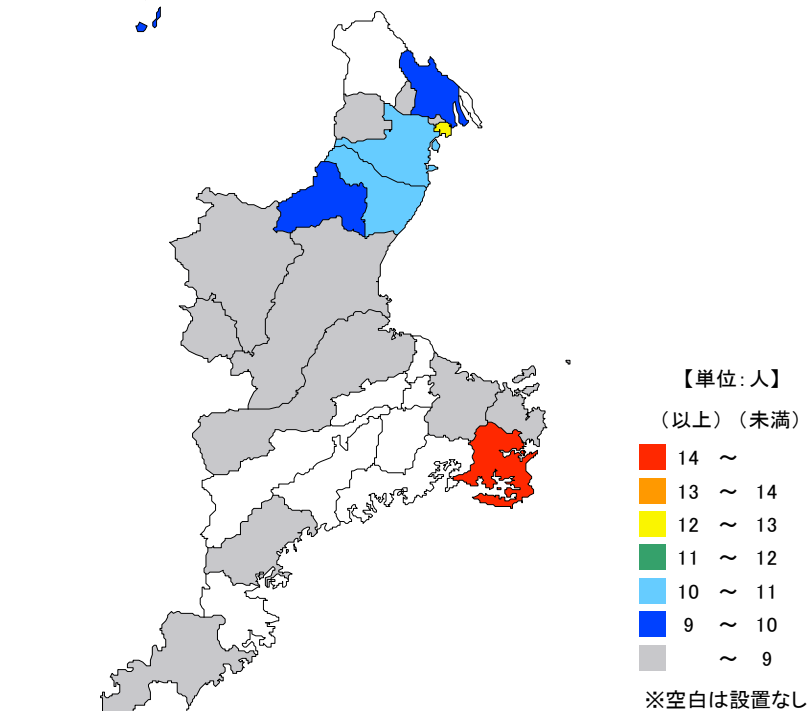 【単位：人】
（以上）（未満）
14 ～
13 ～ 14
12 ～ 13
11 ～ 12
10 ～ 11
9 ～ 10
～ 9
※空白は設置なし